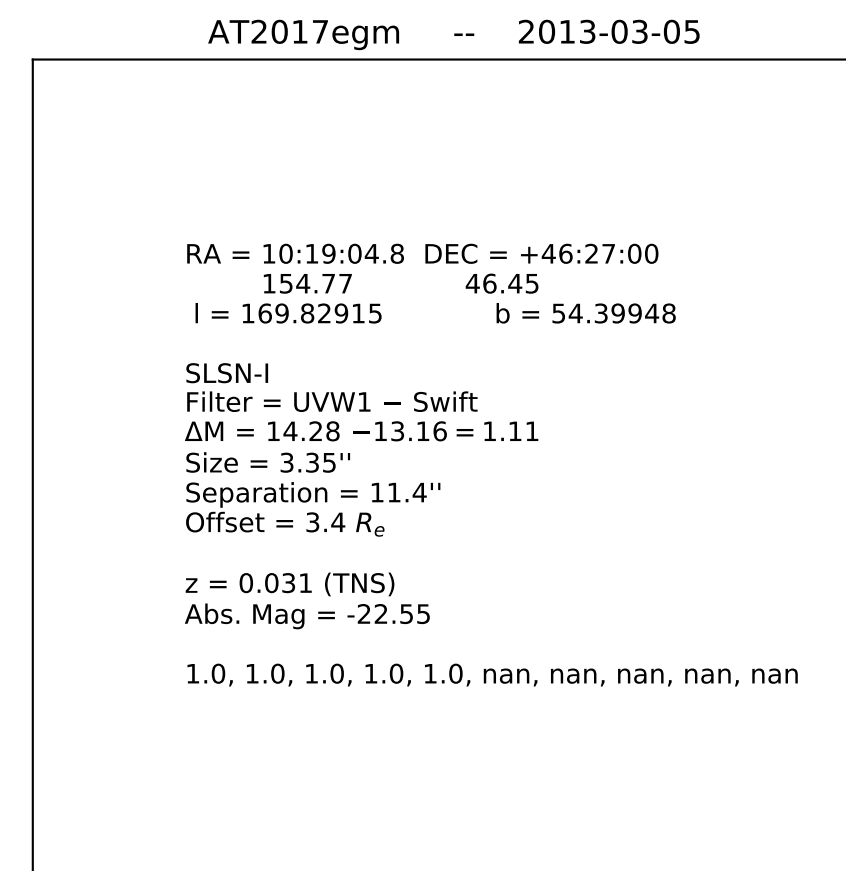 AT2017egm -- 2013-03-05
RA = 10:19:04.8 DEC = +46:27:00
154.77 46.45
l = 169.82915 b = 54.39948
SLSN-I
Filter = UVW1 − Swift
ΔM = 14.28 −13.16 = 1.11
Size = 3.35''
Separation = 11.4''
Offset = 3.4 Rₑ
z = 0.031 (TNS)
Abs. Mag = -22.55
1.0, 1.0, 1.0, 1.0, 1.0, nan, nan, nan, nan, nan